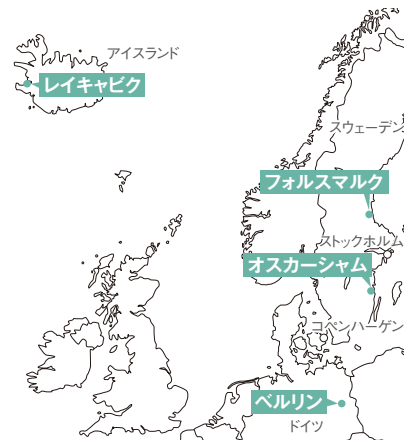 アイスランド
レイキャビク
スウェーデン
フォルスマルク
ストックホルム
オスカーシャム
コペンハーゲン
ベルリン
ドイツ